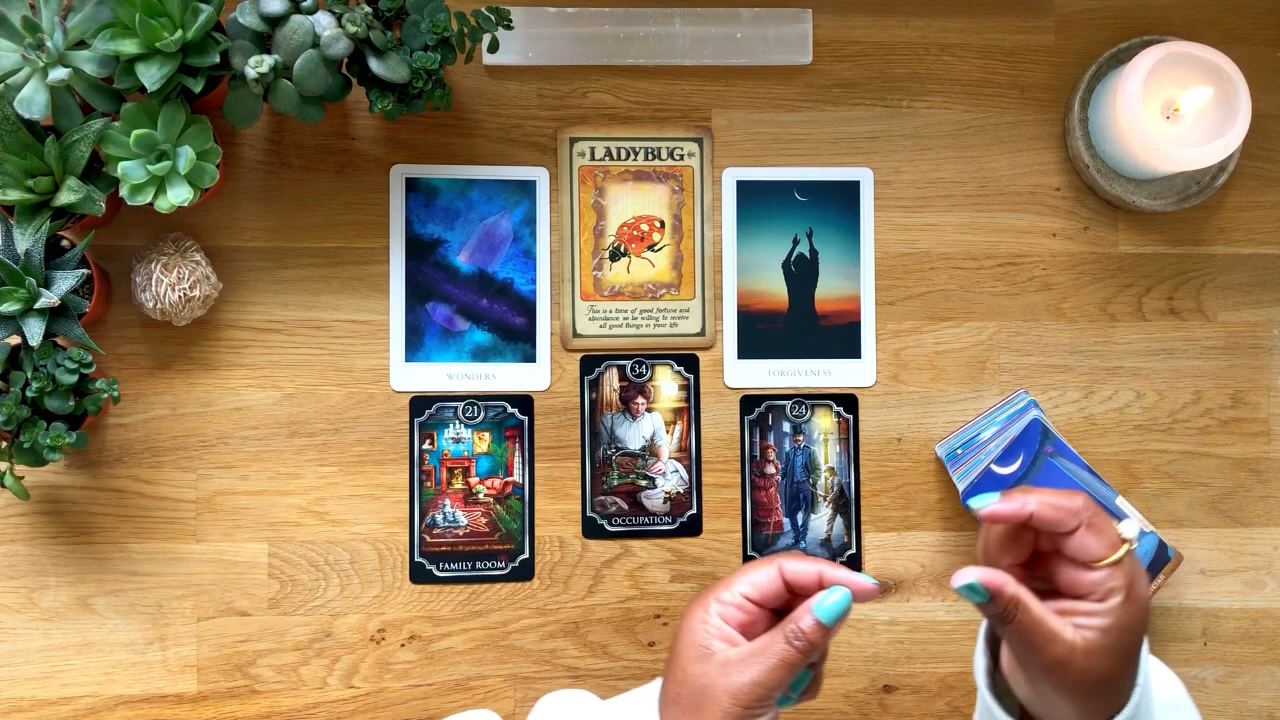 LADYBUG
This is a time of good fortune and
abundance, so be willing to receive
all good things in your life
WONDERS
FORGIVENESS
34
OCCUPATION
21
FAMILY ROOM
24